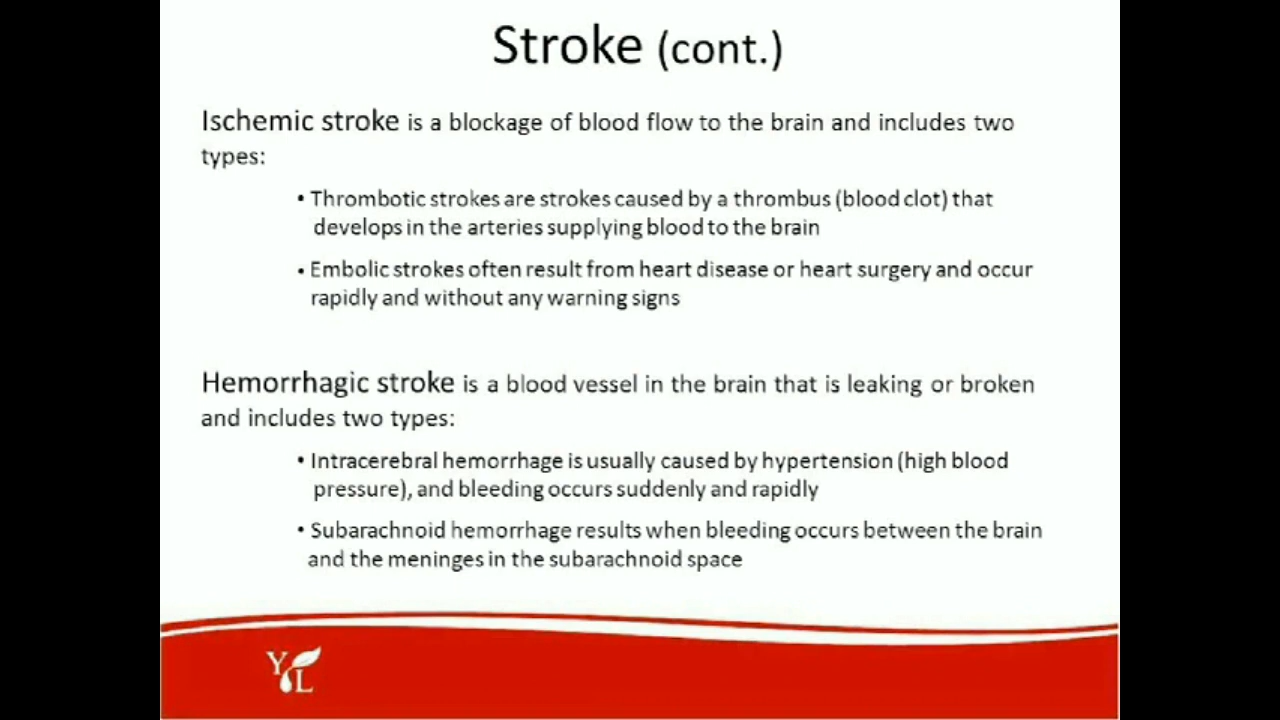 Stroke (cont.)
Ischemic stroke is a blockage of blood flow to the brain and includes two
types:
• Thrombotic strokes are strokes caused by a thrombus (blood clot) that
develops in the arteries supplying blood to the brain
• Embolic strokes often result from heart disease or heart surgery and occur
rapidly and without any warning signs
Hemorrhagic stroke is a blood vessel in the brain that is leaking or broken
and includes two types:
• Intracerebral hemorrhage is usually caused by hypertension (high blood
pressure), and bleeding occurs suddenly and rapidly
• Subarachnoid hemorrhage results when bleeding occurs between the brain
and the meninges in the subarachnoid space
YL